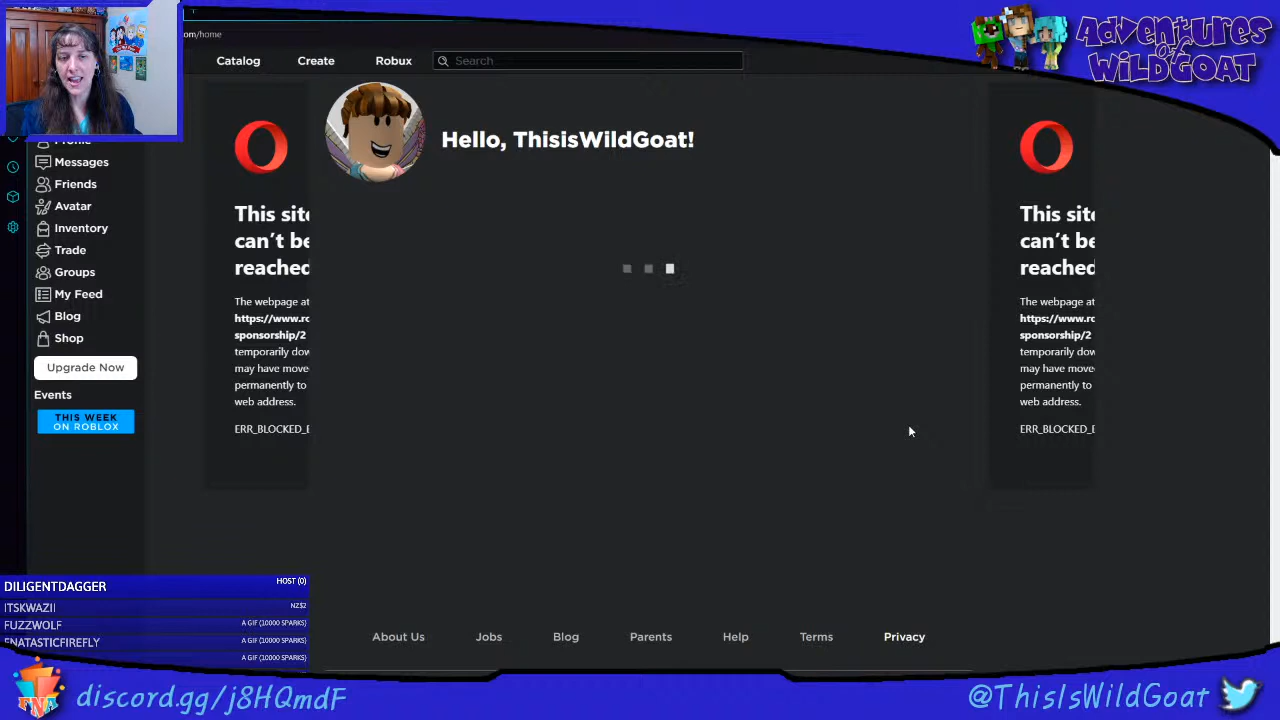 om/home
Catalog
Create
Robux
Search
Adventures
of
WildGoat
Hello, ThisisWildGoat!
Messages
Friends
Avatar
Inventory
Trade
Groups
My Feed
Blog
Shop
Upgrade Now
Events
THIS WEEK
ON ROBLOX
This site
can't be
reached
The webpage at
https://www.ro
sponsorship/2
temporarily dow
may have move
permanently to
web address.
ERR_BLOCKED_B
This site
can't be
reached
The webpage at
https://www.ro
sponsorship/2
temporarily dow
may have move
permanently to
web address.
ERR_BLOCKED_B
DILIGENTDAGGER HOST (0)
ITSKWAZII NZ$2
FUZZWOLF A GIF (10000 SPARKS)
FNATASTICFIREFLY A GIF (10000 SPARKS)
A GIF (10000 SPARKS)
About Us
Jobs
Blog
Parents
Help
Terms
Privacy
FNA
discord.gg/j8HQmdF
@ThisIsWildGoat